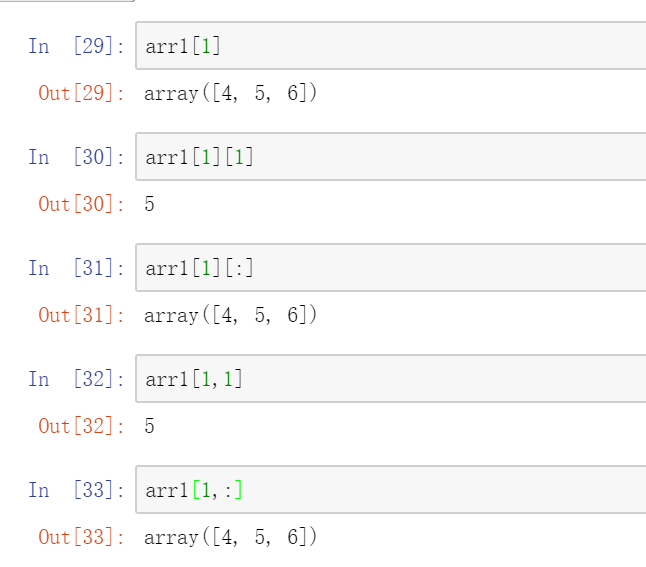 In [29]: arr1[1]
Out[29]: array([4, 5, 6])
In [30]: arr1[1][1]
Out[30]: 5
In [31]: arr1[1][:]
Out[31]: array([4, 5, 6])
In [32]: arr1[1,1]
Out[32]: 5
In [33]: arr1[1,:]
Out[33]: array([4, 5, 6])